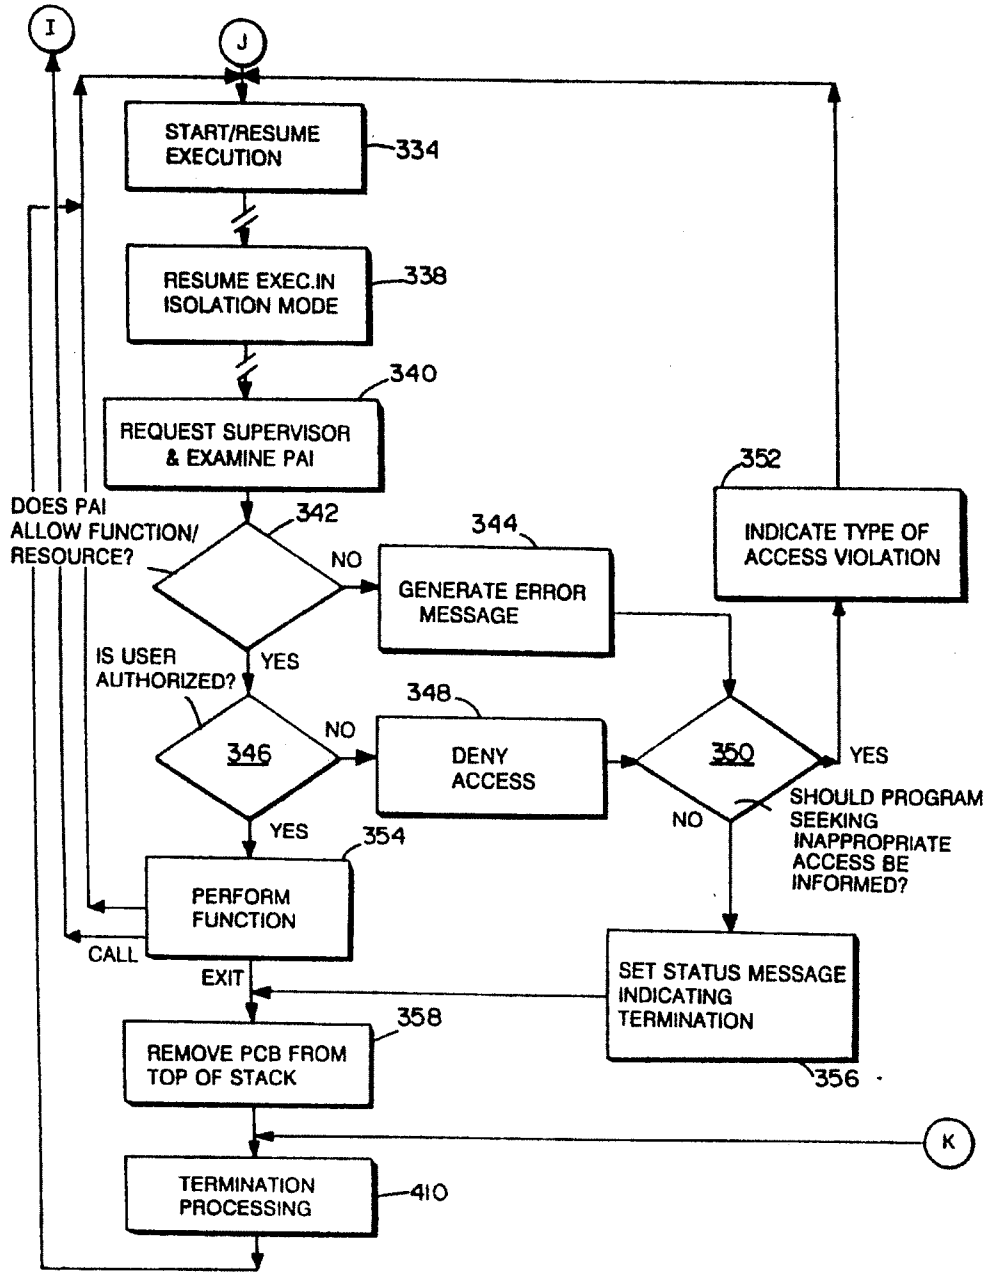 I
J
START/RESUME
EXECUTION
334
RESUME EXEC.IN
ISOLATION MODE
338
340
REQUEST SUPERVISOR
& EXAMINE PAI
DOES PAI
ALLOW FUNCTION/
RESOURCE?
342
NO
344
GENERATE ERROR
MESSAGE
352
INDICATE TYPE OF
ACCESS VIOLATION
YES
IS USER
AUTHORIZED?
346
NO
348
DENY
ACCESS
350
YES
NO
SHOULD PROGRAM
SEEKING
INAPPROPRIATE
ACCESS BE
INFORMED?
YES
354
PERFORM
FUNCTION
CALL
EXIT
SET STATUS MESSAGE
INDICATING
TERMINATION
356
358
REMOVE PCB FROM
TOP OF STACK
K
TERMINATION
PROCESSING
410